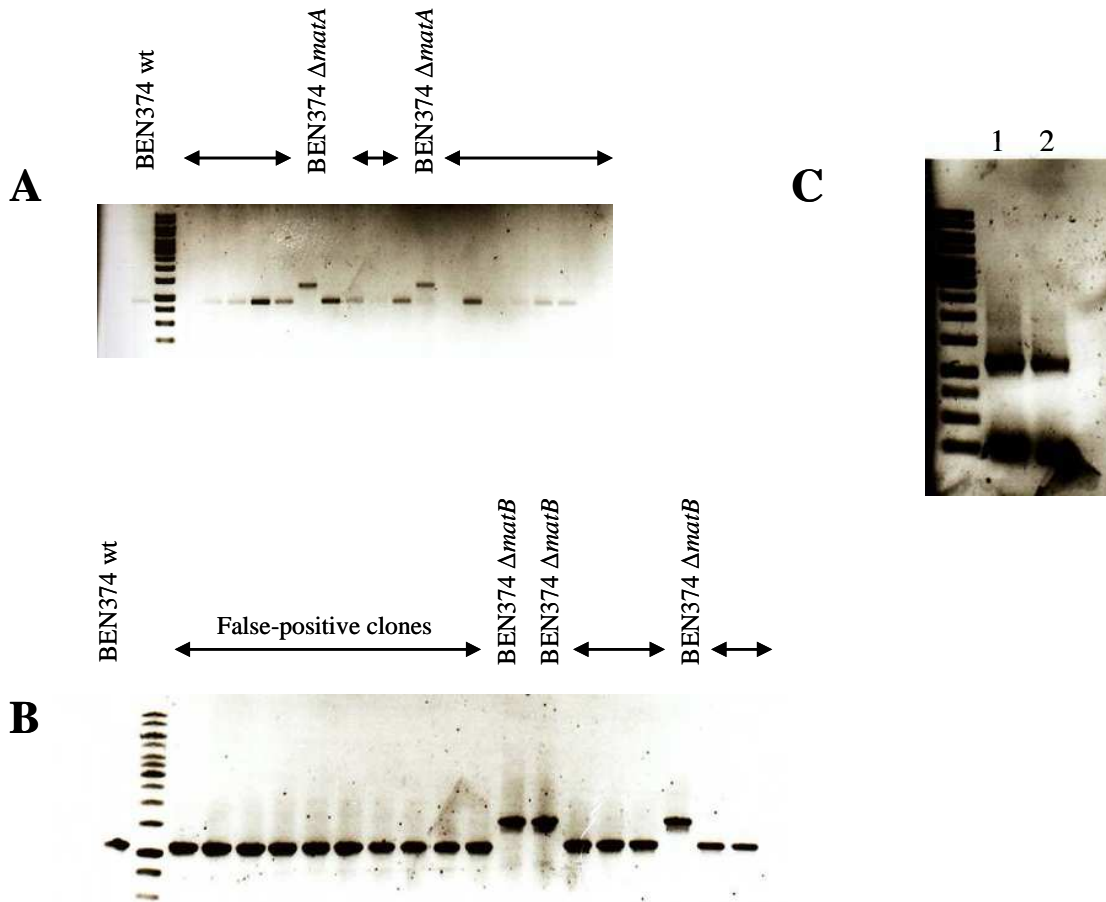 A
BEN374 wt
BEN374 ΔmatA
BEN374 ΔmatA
C
1 2
B
BEN374 wt
False-positive clones
BEN374 ΔmatB
BEN374 ΔmatB
BEN374 ΔmatB